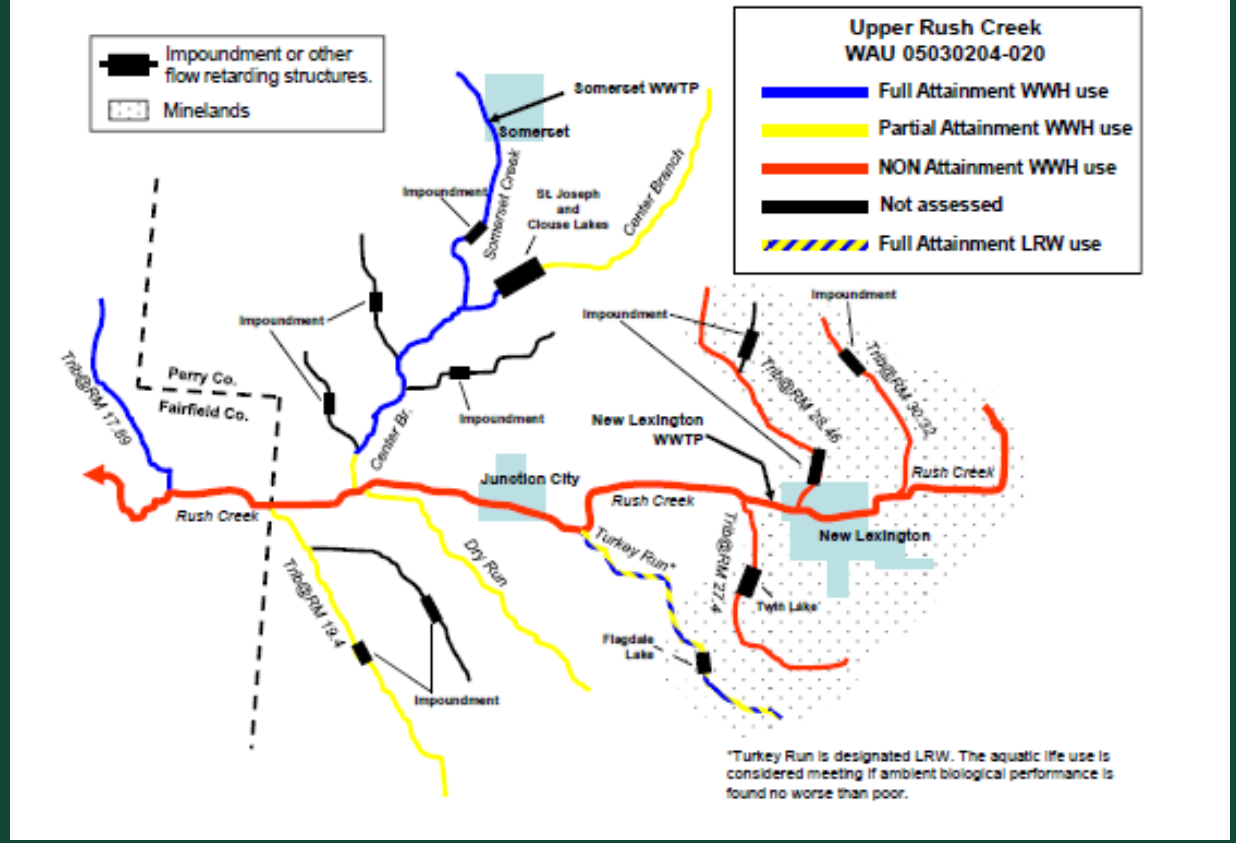 Impoundment or other
flow retarding structures.
Minelands
Upper Rush Creek
WAU 05030204-020
Full Attainment WWH use
Partial Attainment WWH use
NON Attainment WWH use
Not assessed
Full Attainment LRW use
Somerset WWTP
Somerset
Somerset Creek
Center Branch
Impoundment
St. Joseph
and
Clouse Lakes
Impoundment
Impoundment
Impoundment
Impoundment
Trib@RM 17.89
Perry Co.
Fairfield Co.
Center Br.
New Lexington
WWTP
Trib@RM 28.46
Trib@RM 30.32
Junction City
Rush Creek
Rush Creek
Rush Creek
New Lexington
Turkey Run*
Dry Run
Trib@RM 19.4
Trib@RM 27.4
Twin Lake
Flagdale
Lake
Impoundment
*Turkey Run is designated LRW. The aquatic life use is
considered meeting if ambient biological performance is
found no worse than poor.